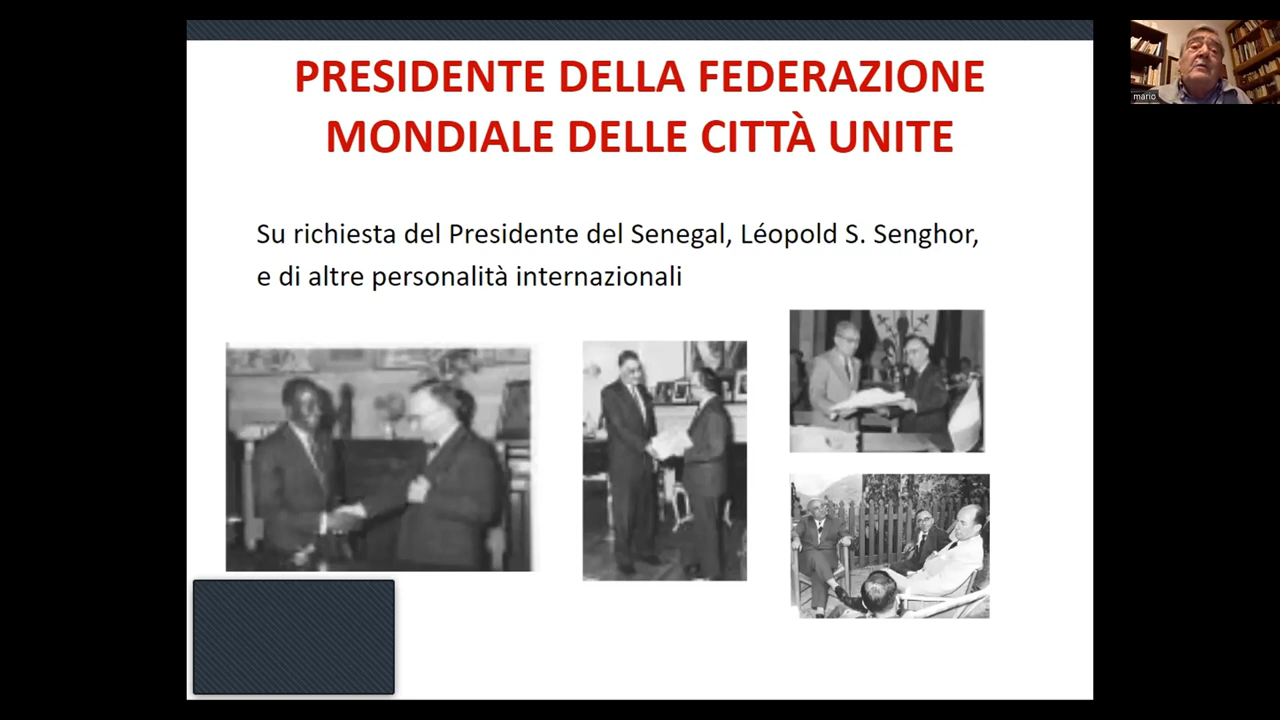 PRESIDENTE DELLA FEDERAZIONE
MONDIALE DELLE CITTÀ UNITE
Su richiesta del Presidente del Senegal, Léopold S. Senghor,
e di altre personalità internazionali
mario